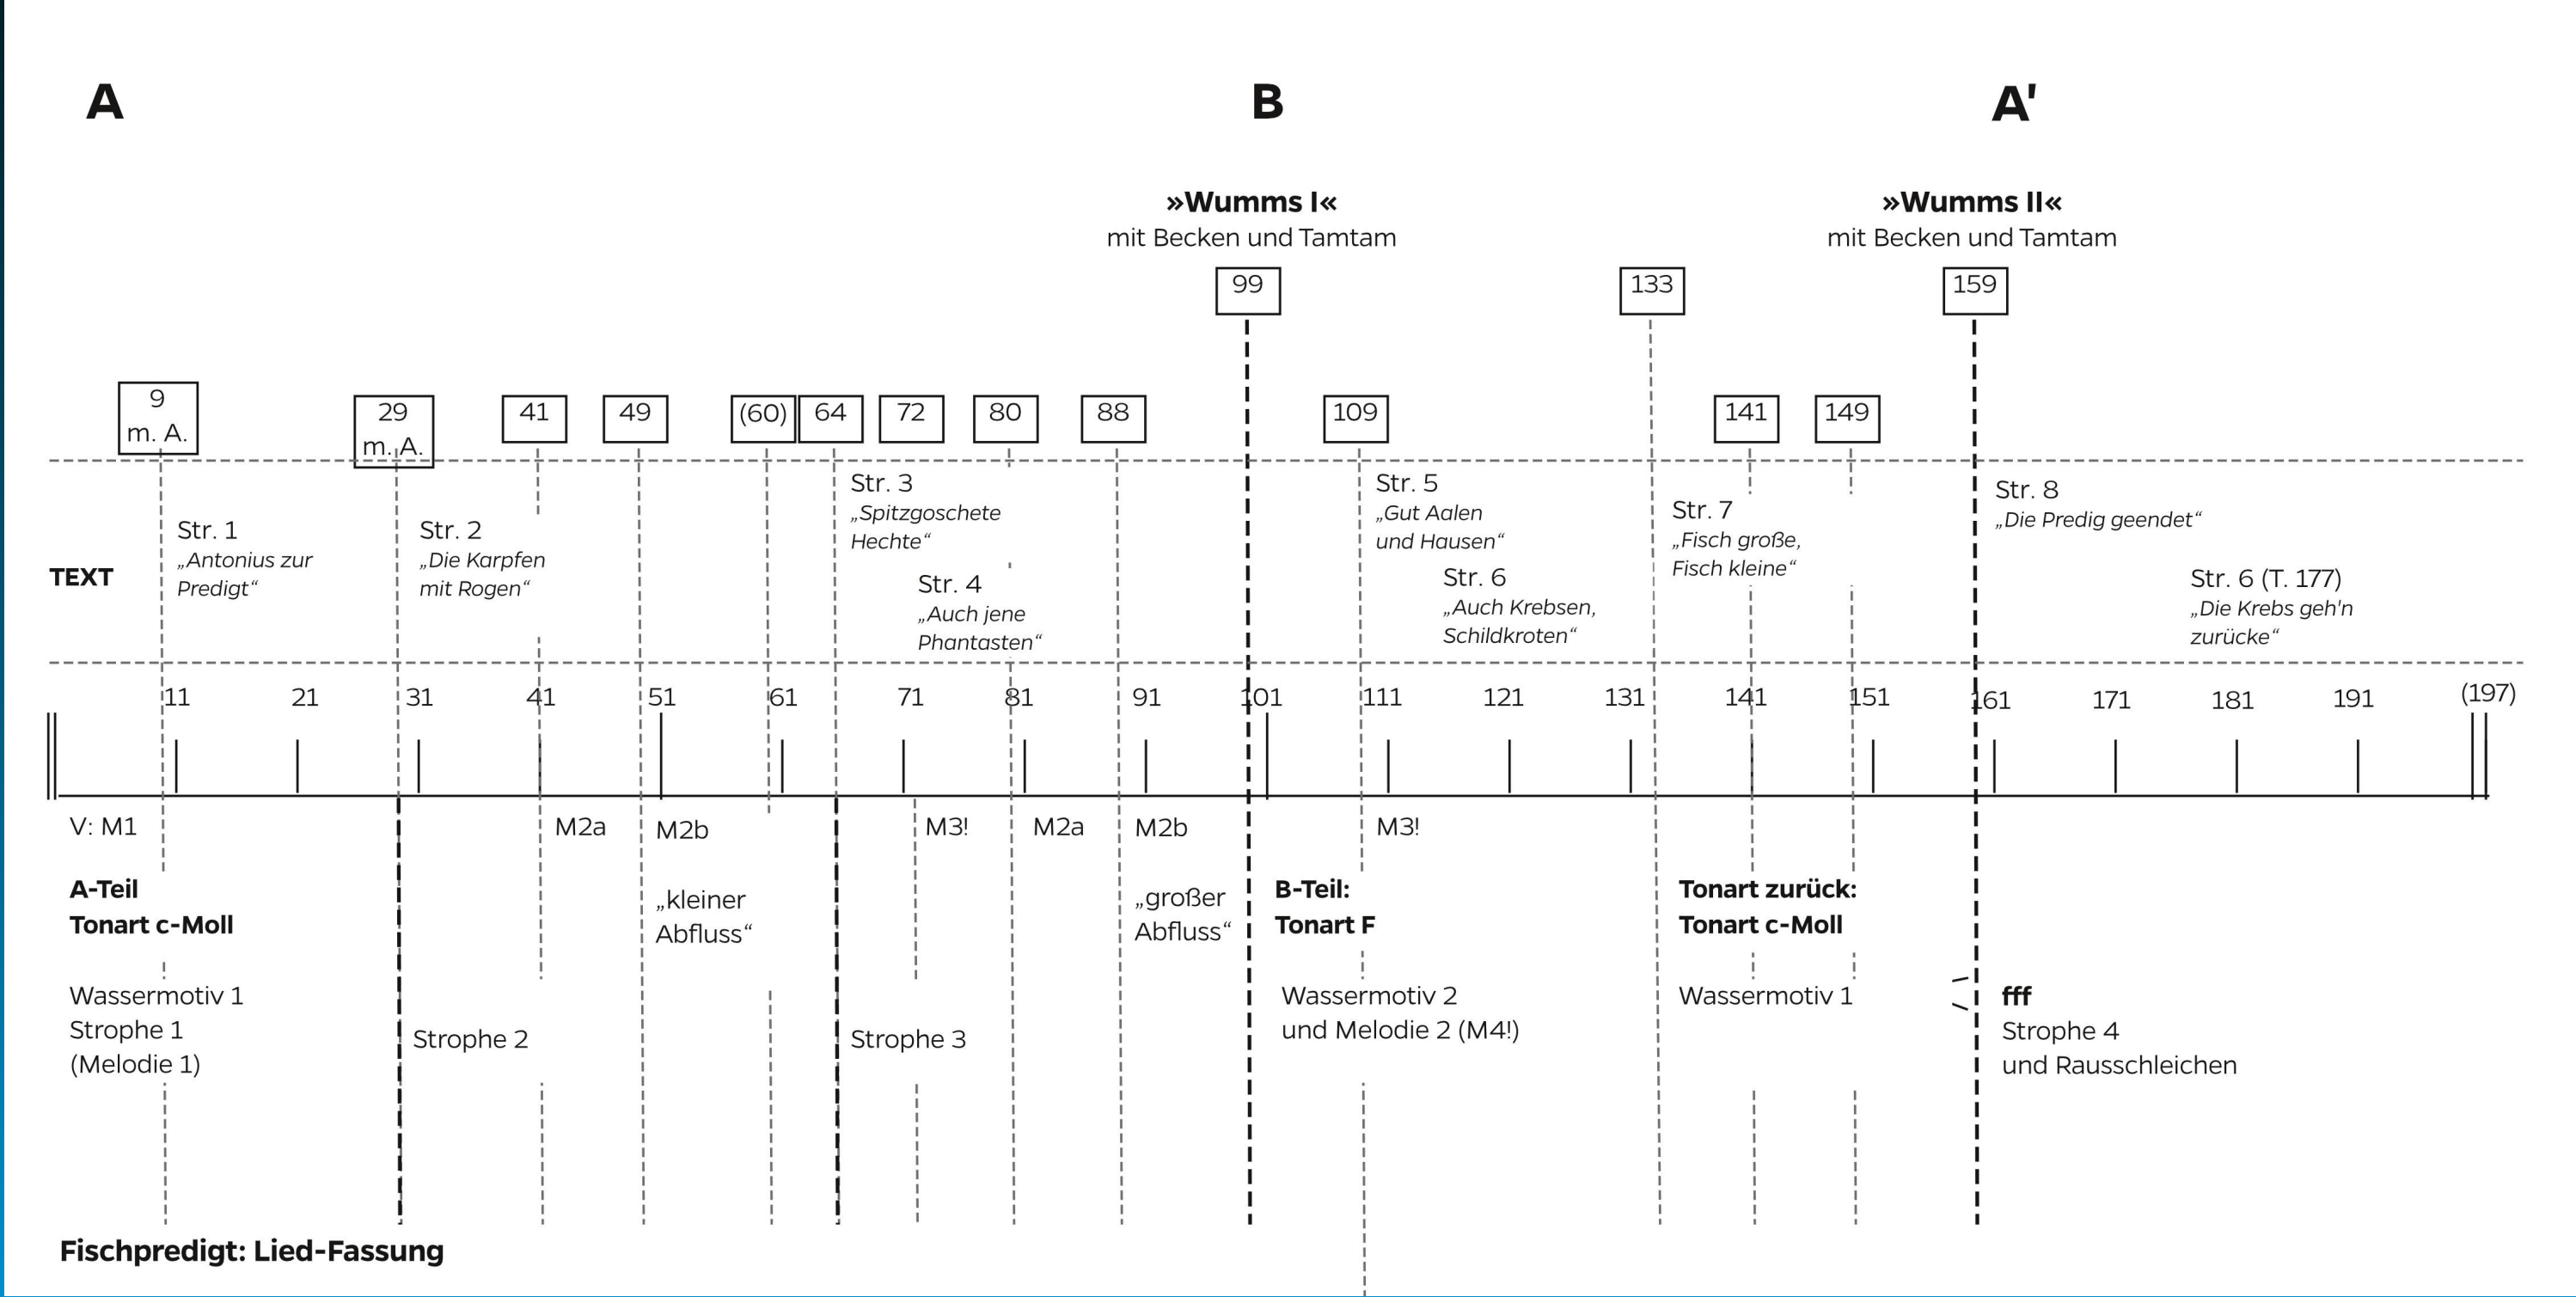 A
B
A'
»Wumms I«
mit Becken und Tamtam
»Wumms II«
mit Becken und Tamtam
99
133
159
9
m. A.
29
m. A.
41
49
(60)
64
72
80
88
109
141
149
TEXT
Str. 1
„Antonius zur
Predigt“
Str. 2
„Die Karpfen
mit Rogen“
Str. 3
„Spitzgoschete
Hechte“
Str. 4
„Auch jene
Phantasten“
Str. 5
„Gut Aalen
und Hausen“
Str. 6
„Auch Krebsen,
Schildkroten“
Str. 7
„Fisch große,
Fisch kleine“
Str. 8
„Die Predig geendet“
Str. 6 (T. 177)
„Die Krebs geh'n
zurücke“
11 21 31 41 51 61 71 81 91 101 111 121 131 141 151 161 171 181 191 (197)
V: M1
M2a
M2b
M3!
M2a
M2b
M3!
A-Teil
Tonart c-Moll
„kleiner
Abfluss“
„großer
Abfluss“
B-Teil:
Tonart F
Tonart zurück:
Tonart c-Moll
Wassermotiv 1
Strophe 1
(Melodie 1)
Strophe 2
Strophe 3
Wassermotiv 2
und Melodie 2 (M4!)
Wassermotiv 1
fff
Strophe 4
und Rausschleichen
Fischpredigt: Lied-Fassung